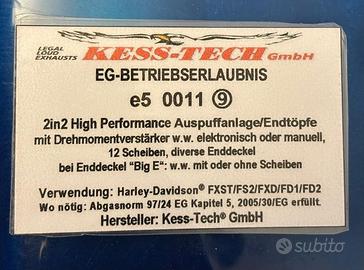 LEGAL
LOUD
EXHAUSTS
KESS-TECH GmbH
EG-BETRIEBSERLAUBNIS
e5 0011 ⑨
2in2 High Performance Auspuffanlage/Endtöpfe
mit Drehmomentverstärker w.w. elektronisch oder manuell,
12 Scheiben, diverse Enddeckel
bei Enddeckel "Big E": w.w. mit oder ohne Scheiben
Verwendung: Harley-Davidson® FXST/FS2/FXD/FD1/FD2
Wo nötig: Abgasnorm 97/24 EG Kapitel 5, 2005/30/EG erfüllt.
Hersteller: Kess-Tech® GmbH
subito